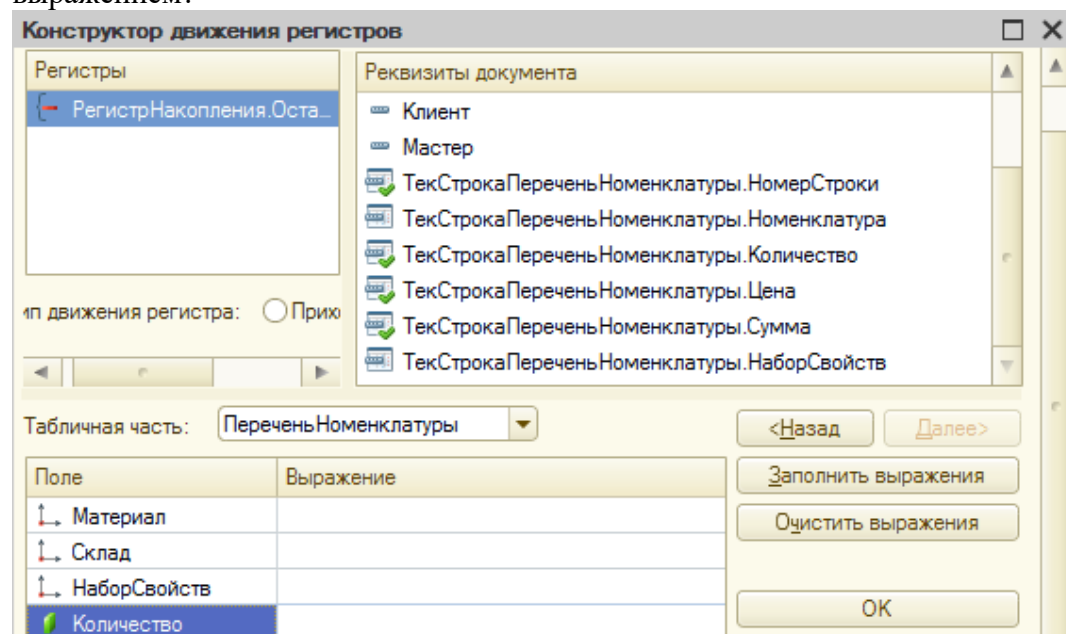 выражением?
Конструктор движения регистров
Регистры
РегистрНакопления.Оста...
Реквизиты документа
Клиент
Мастер
ТекСтрокаПереченьНоменклатуры.НомерСтроки
ТекСтрокаПереченьНоменклатуры.Номенклатура
ТекСтрокаПереченьНоменклатуры.Количество
ТекСтрокаПереченьНоменклатуры.Цена
ТекСтрокаПереченьНоменклатуры.Сумма
ТекСтрокаПереченьНоменклатуры.НаборСвойств
ип движения регистра: Прихо
Табличная часть: ПереченьНоменклатуры
<Назад Далее>
Поле Выражение
Заполнить выражения
Материал
Очистить выражения
Склад
НаборСвойств
OK
Количество